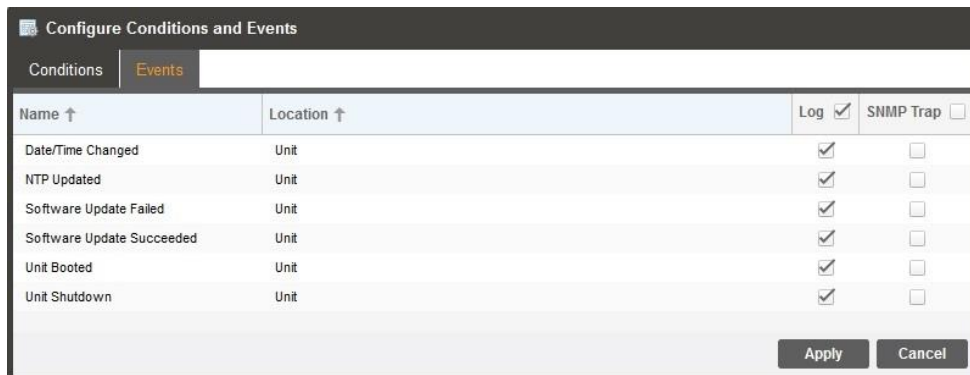 Configure Conditions and Events
Conditions Events
Name Location Log SNMP Trap
Date/Time Changed Unit
NTP Updated Unit
Software Update Failed Unit
Software Update Succeeded Unit
Unit Booted Unit
Unit Shutdown Unit
Apply Cancel